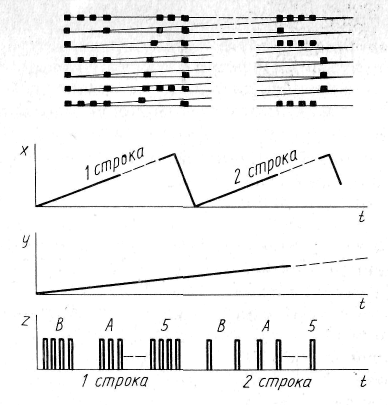 x
1 строка
2 строка
t
y
t
z
B A 5 B A 5
t
1 строка 2 строка